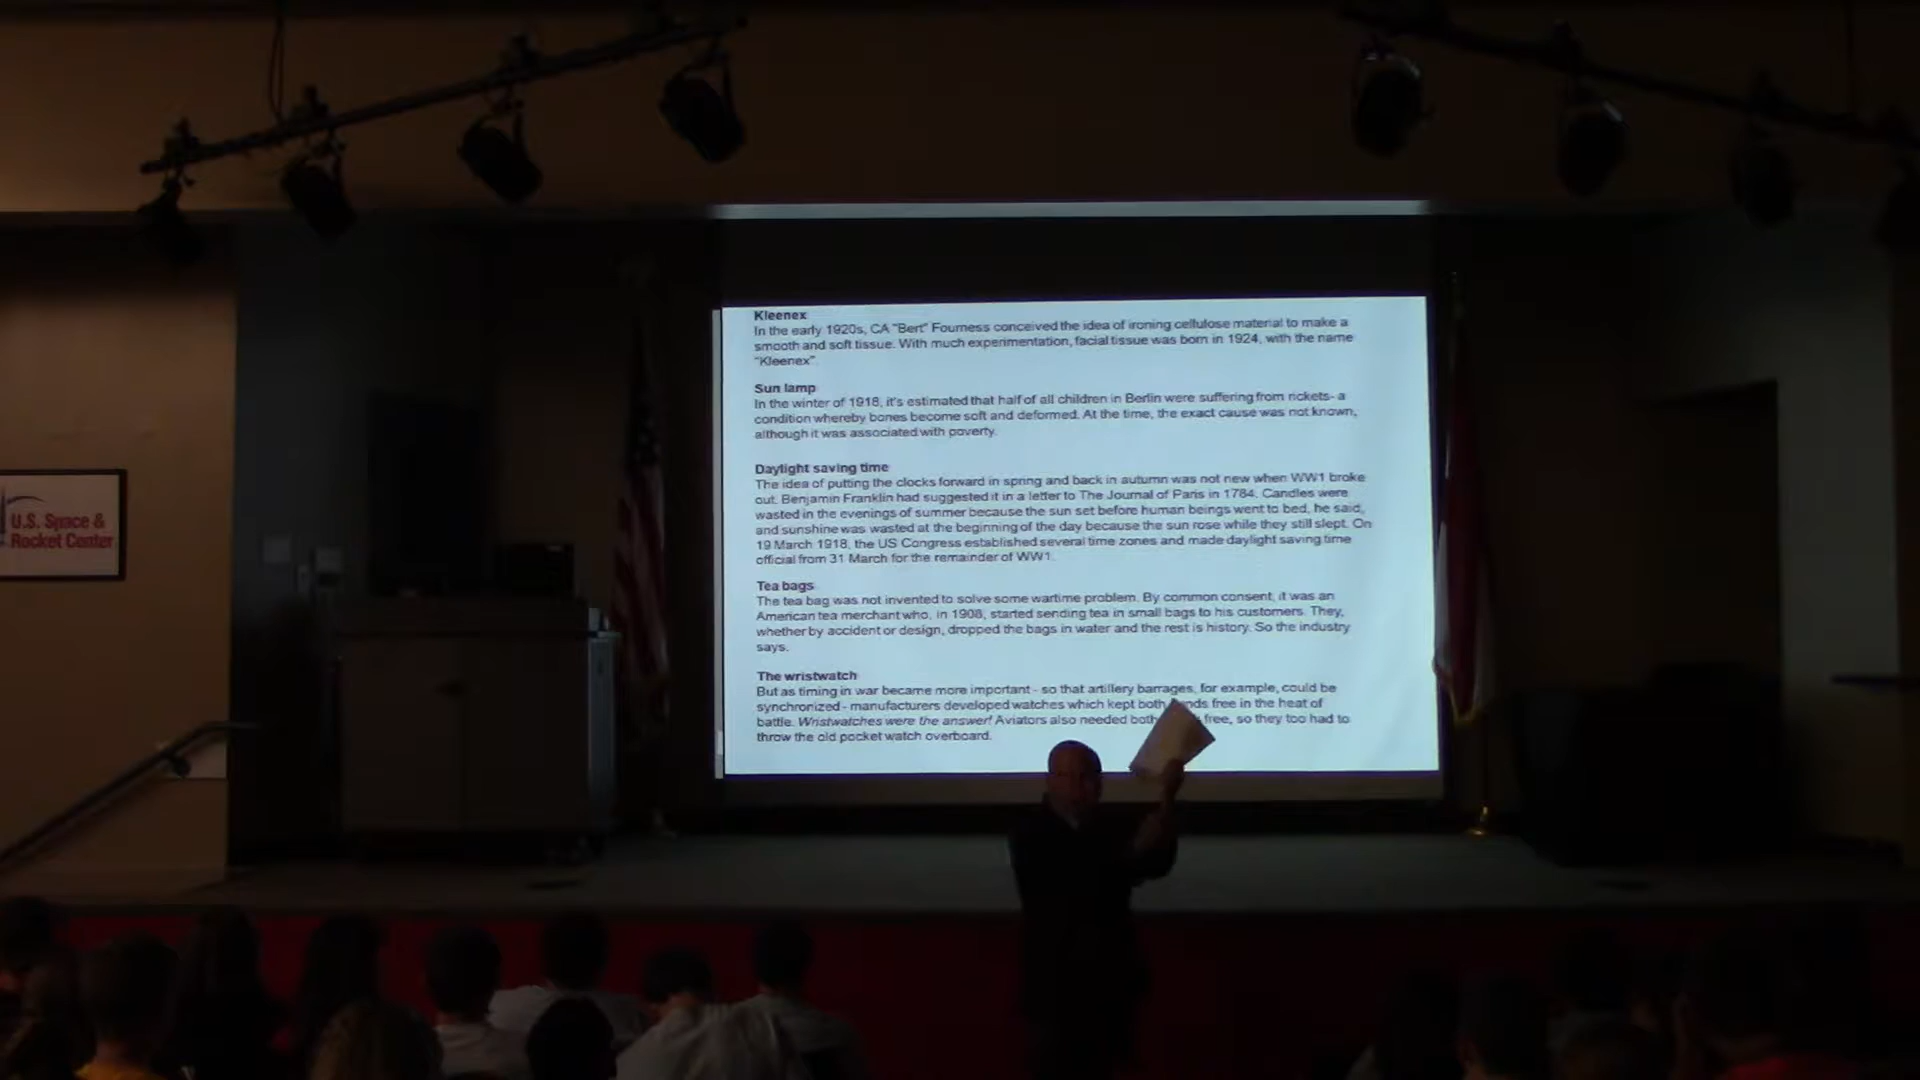 U.S. Space &
Rocket Center
Kleenex
In the early 1920s, CA "Bert" Fourness conceived the idea of ironing cellulose material to make a
smooth and soft tissue. With much experimentation, facial tissue was born in 1924, with the name
"Kleenex".
Sun lamp
In the winter of 1918, it's estimated that half of all children in Berlin were suffering from rickets- a
condition whereby bones become soft and deformed. At the time, the exact cause was not known,
although it was associated with poverty.
Daylight saving time
The idea of putting the clocks forward in spring and back in autumn was not new when WW1 broke
out. Benjamin Franklin had suggested it in a letter to The Journal of Paris in 1784. Candles were
wasted in the evenings of summer because the sun set before human beings went to bed, he said,
and sunshine was wasted at the beginning of the day because the sun rose while they still slept. On
19 March 1918, the US Congress established several time zones and made daylight saving time
official from 31 March for the remainder of WW1.
Tea bags
The tea bag was not invented to solve some wartime problem. By common consent, it was an
American tea merchant who, in 1908, started sending tea in small bags to his customers. They,
whether by accident or design, dropped the bags in water and the rest is history. So the industry
says.
The wristwatch
But as timing in war became more important - so that artillery barrages, for example, could be
synchronized - manufacturers developed watches which kept both free in the heat of
battle. Wristwatches were the answer! Aviators also needed both free, so they too had to
throw the old pocket watch overboard.